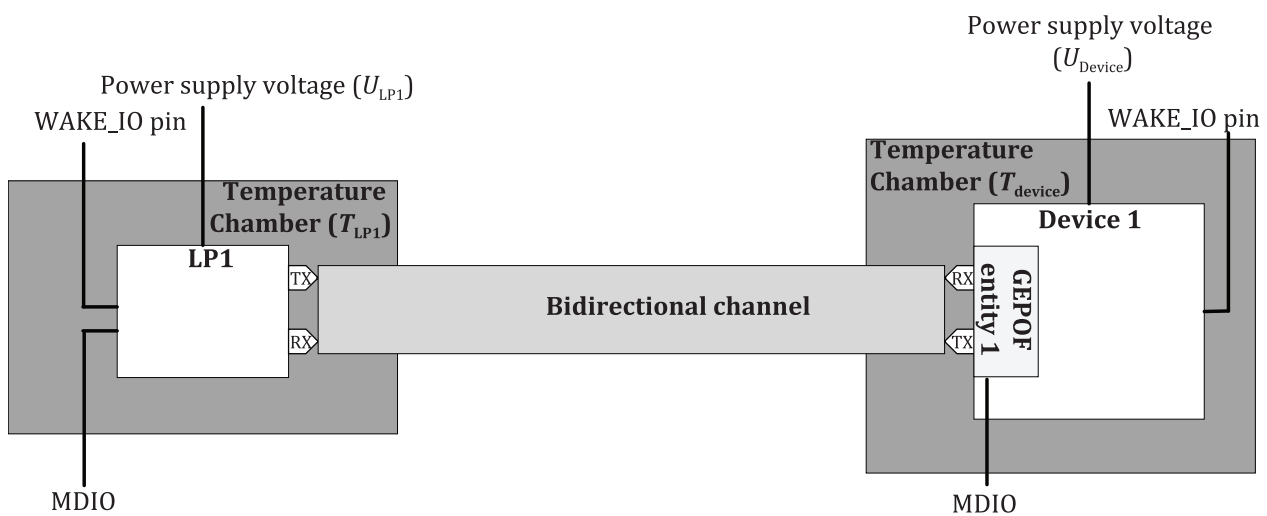 Power supply voltage
(U_Device)
Power supply voltage (U_LP1)
WAKE_IO pin
WAKE_IO pin
Temperature
Chamber (T_LP1)
Temperature
Chamber (T_device)
LP1
Device 1
TX
RX
Bidirectional channel
RX
TX
GEPOF
entity 1
MDIO
MDIO